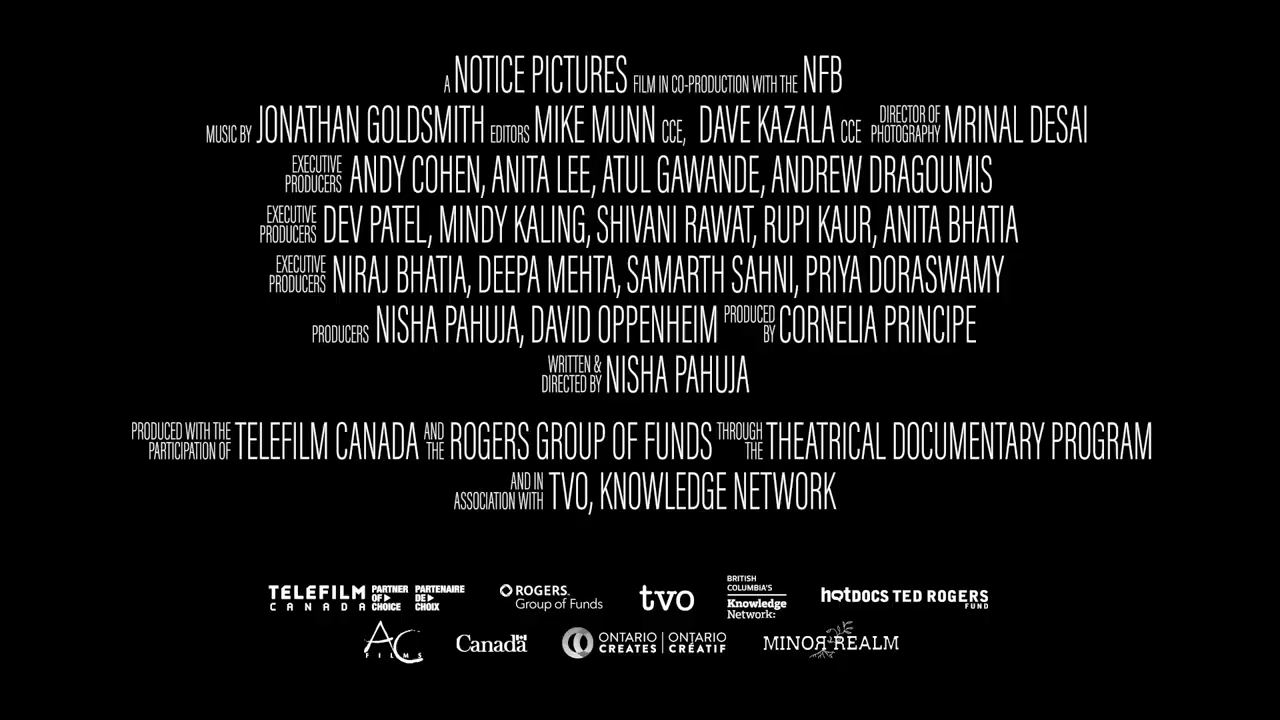 A NOTICE PICTURES FILM IN CO-PRODUCTION WITH THE NFB
MUSIC BY JONATHAN GOLDSMITH EDITORS MIKE MUNN CCE, DAVE KAZALA CCE DIRECTOR OF PHOTOGRAPHY MRINAL DESAI
EXECUTIVE PRODUCERS ANDY COHEN, ANITA LEE, ATUL GAWANDE, ANDREW DRAGOUMIS
EXECUTIVE PRODUCERS DEV PATEL, MINDY KALING, SHIVANI RAWAT, RUPI KAUR, ANITA BHATIA
EXECUTIVE PRODUCERS NIRAJ BHATIA, DEEPA MEHTA, SAMARTH SAHNI, PRIYA DORASWAMY
PRODUCERS NISHA PAHUJA, DAVID OPPENHEIM PRODUCED BY CORNELIA PRINCIPE
WRITTEN & DIRECTED BY NISHA PAHUJA
PRODUCED WITH THE PARTICIPATION OF TELEFILM CANADA AND THE ROGERS GROUP OF FUNDS THROUGH THE THEATRICAL DOCUMENTARY PROGRAM
AND IN ASSOCIATION WITH TVO, KNOWLEDGE NETWORK
TELEFILM CANADA PARTNER OF CHOICE PARTENAIRE DE CHOIX
ROGERS. Group of Funds
tvo
BRITISH COLUMBIA'S Knowledge Network:
hotDOCS TED ROGERS FUND
AC FILMS
Canada
ONTARIO CREATES | ONTARIO CRÉATIF
MINOR REALM